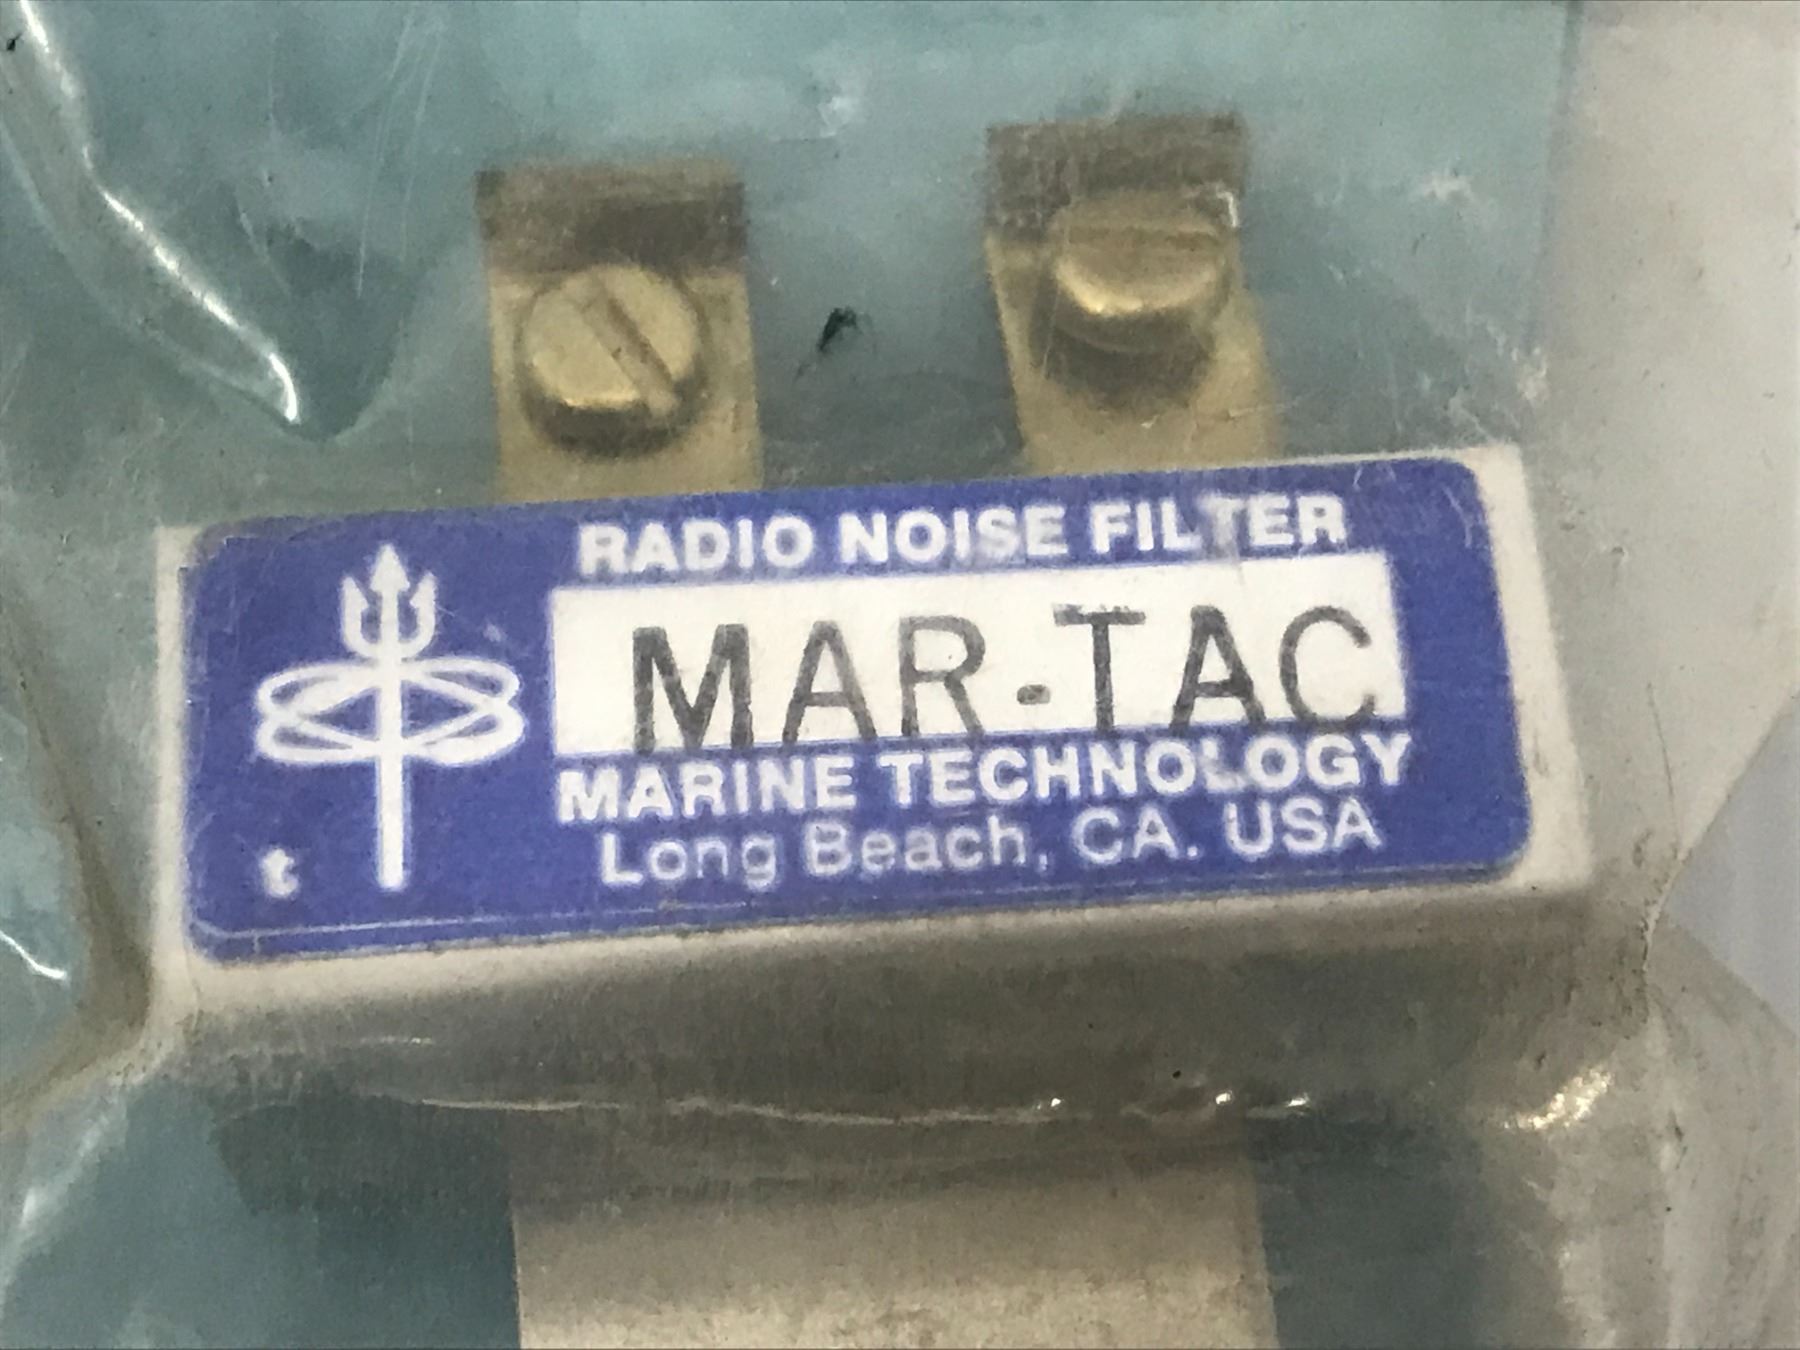 RADIO NOISE FILTER
MAR-TAC
MARINE TECHNOLOGY
Long Beach, CA. USA
t